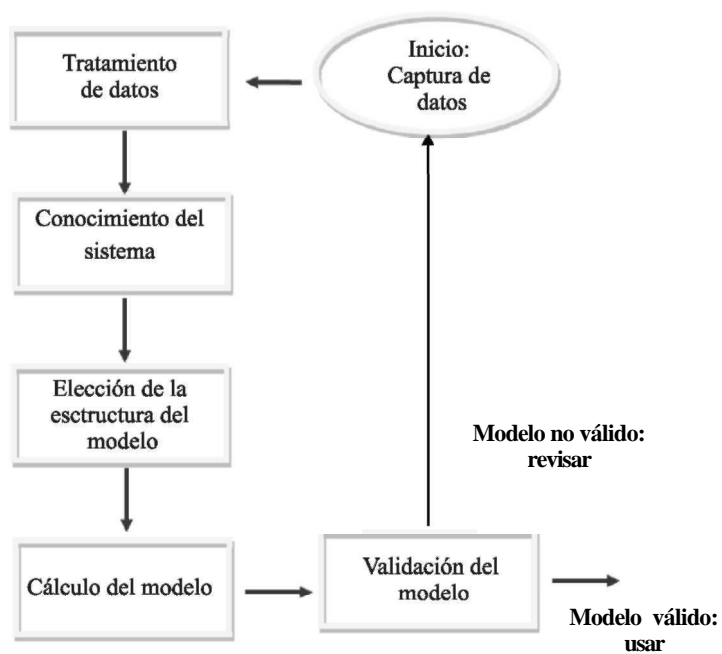 Inicio:
Captura de
datos
Tratamiento
de datos
Conocimiento del
sistema
Elección de la
esctructura del
modelo
Cálculo del modelo
Validación del
modelo
Modelo no válido:
revisar
Modelo válido:
usar